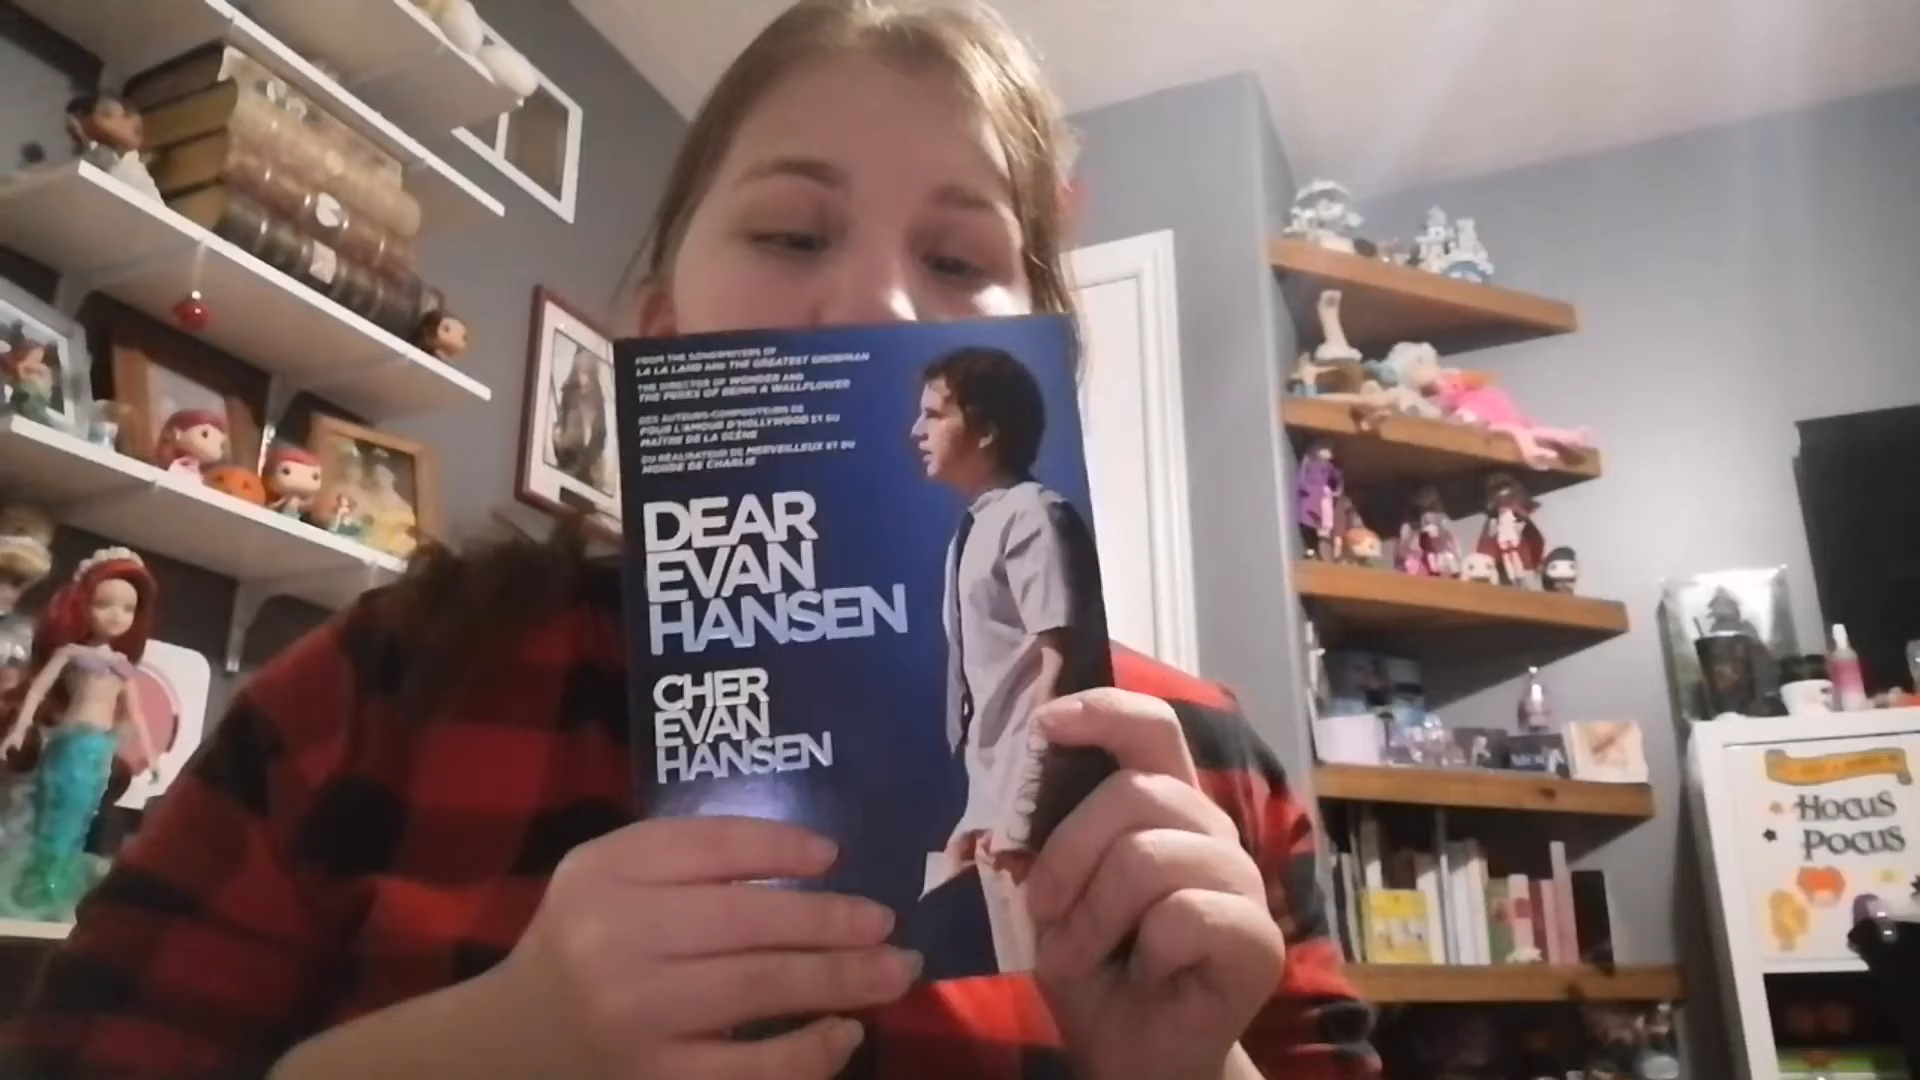 FROM THE SONGWRITERS OF
LA LA LAND AND THE GREATEST SHOWMAN
THE DIRECTOR OF WONDER AND
THE PERKS OF BEING A WALLFLOWER
DES AUTEURS-COMPOSITEURS DE
POUR L'AMOUR D'HOLLYWOOD ET DU
MAÎTRE DE LA SCÈNE
DU RÉALISATEUR DE MERVEILLEUX ET DU
MONDE DE CHARLIE
DEAR
EVAN
HANSEN
CHER
EVAN
HANSEN
HOCUS
POCUS